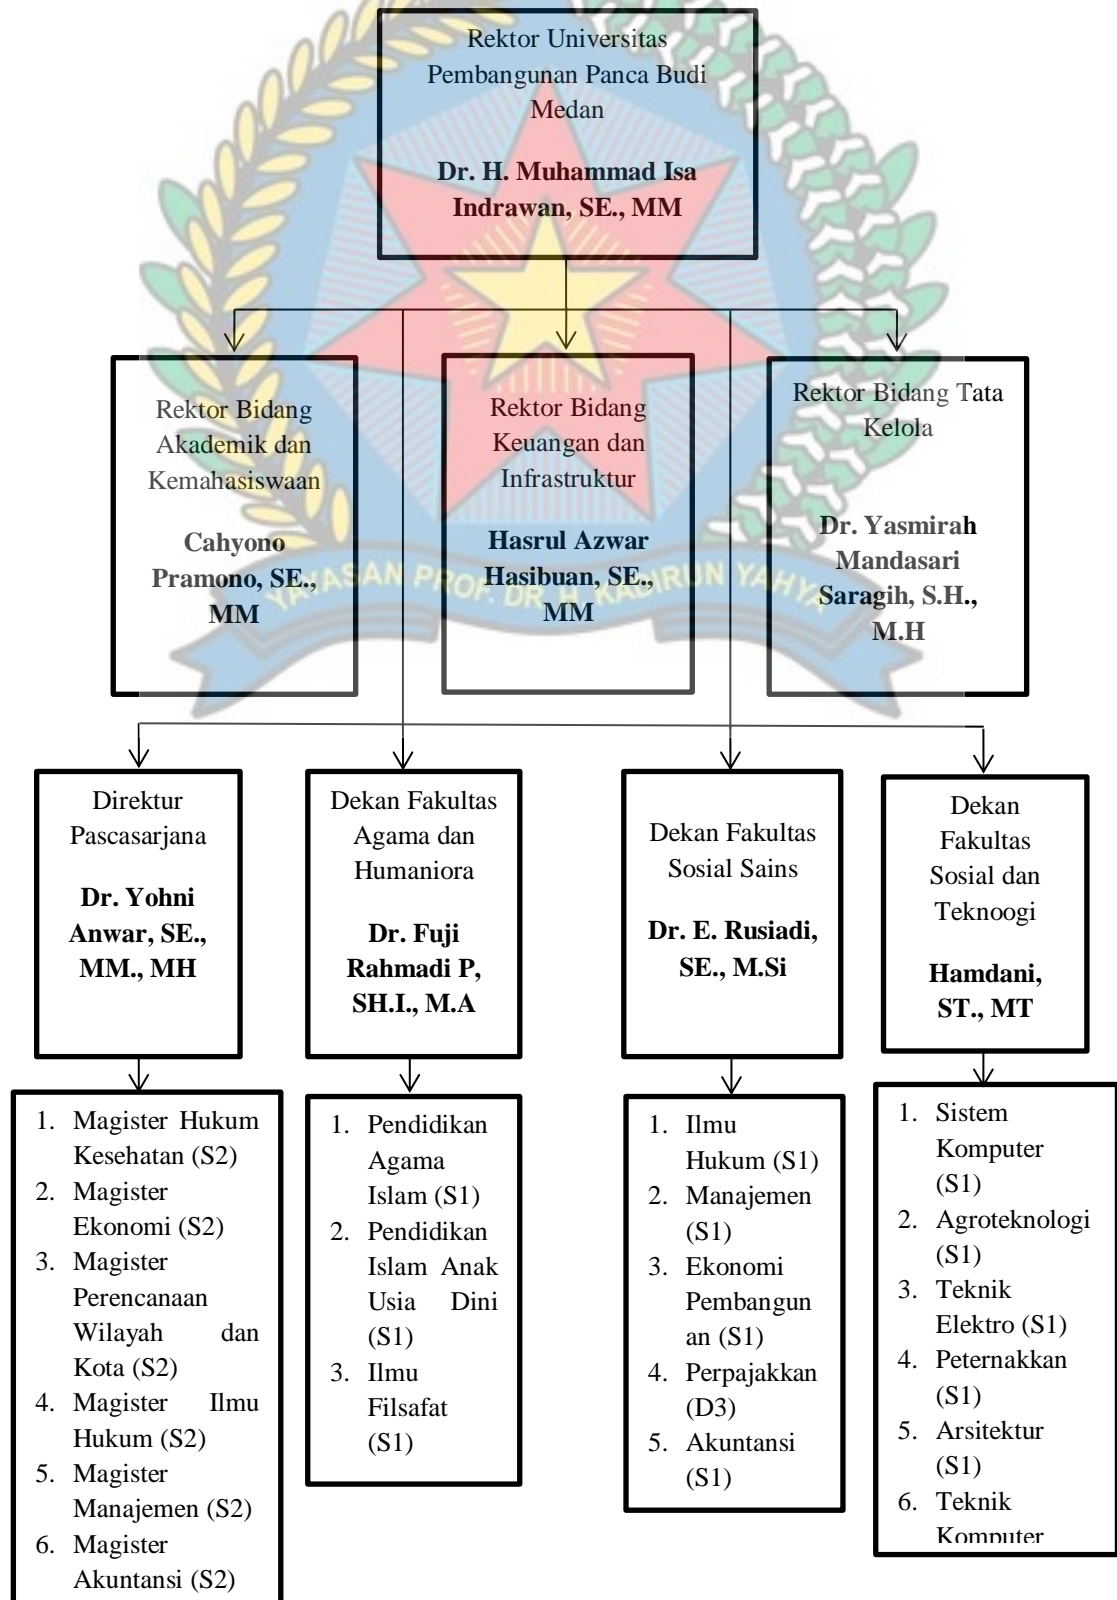 Rektor Universitas
Pembangunan Panca Budi
Medan
Dr. H. Muhammad Isa
Indrawan, SE., MM
Rektor Bidang
Akademik dan
Kemahasiswaan
Cahyono
Pramono, SE.,
MM
Rektor Bidang
Keuangan dan
Infrastruktur
Hasrul Azwar
Hasibuan, SE.,
MM
Rektor Bidang Tata
Kelola
Dr. Yasmirah
Mandasari
Saragih, S.H.,
M.H
YAYASAN PROF. DR. H. KADIRUN YAHYA
Direktur
Pascasarjana
Dr. Yohni
Anwar, SE.,
MM., MH
Dekan Fakultas
Agama dan
Humaniora
Dr. Fuji
Rahmadi P,
SH.I., M.A
Dekan Fakultas
Sosial Sains
Dr. E. Rusiadi,
SE., M.Si
Dekan
Fakultas
Sosial dan
Teknoogi
Hamdani,
ST., MT
1. Magister Hukum
Kesehatan (S2)
2. Magister
Ekonomi (S2)
3. Magister
Perencanaan
Wilayah dan
Kota (S2)
4. Magister Ilmu
Hukum (S2)
5. Magister
Manajemen (S2)
6. Magister
Akuntansi (S2)
1. Pendidikan
Agama
Islam (S1)
2. Pendidikan
Islam Anak
Usia Dini
(S1)
3. Ilmu
Filsafat
(S1)
1. Ilmu
Hukum (S1)
2. Manajemen
(S1)
3. Ekonomi
Pembangun
an (S1)
4. Perpajakkan
(D3)
5. Akuntansi
(S1)
1. Sistem
Komputer
(S1)
2. Agroteknologi
(S1)
3. Teknik
Elektro (S1)
4. Peternakkan
(S1)
5. Arsitektur
(S1)
6. Teknik
Komputer